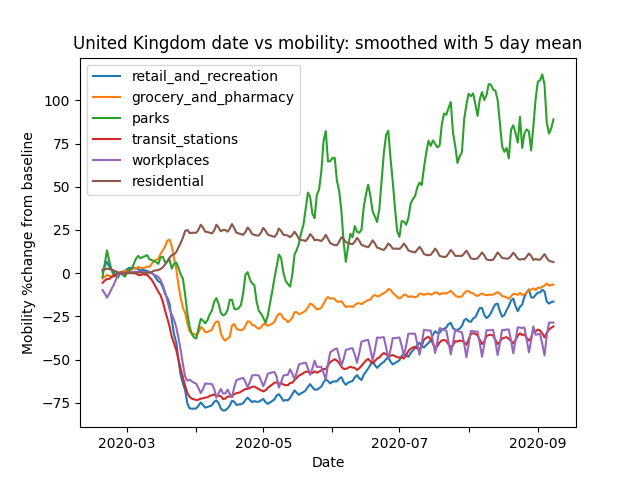 United Kingdom date vs mobility: smoothed with 5 day mean
retail_and_recreation
grocery_and_pharmacy
parks
transit_stations
workplaces
residential
Mobility %change from baseline
100
75
50
25
0
−25
−50
−75
2020-03
2020-05
2020-07
2020-09
Date